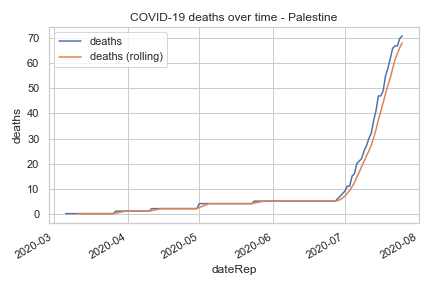 COVID-19 deaths over time - Palestine
deaths
deaths (rolling)
70
60
50
40
30
20
10
0
deaths
2020-03
2020-04
2020-05
2020-06
2020-07
2020-08
dateRep